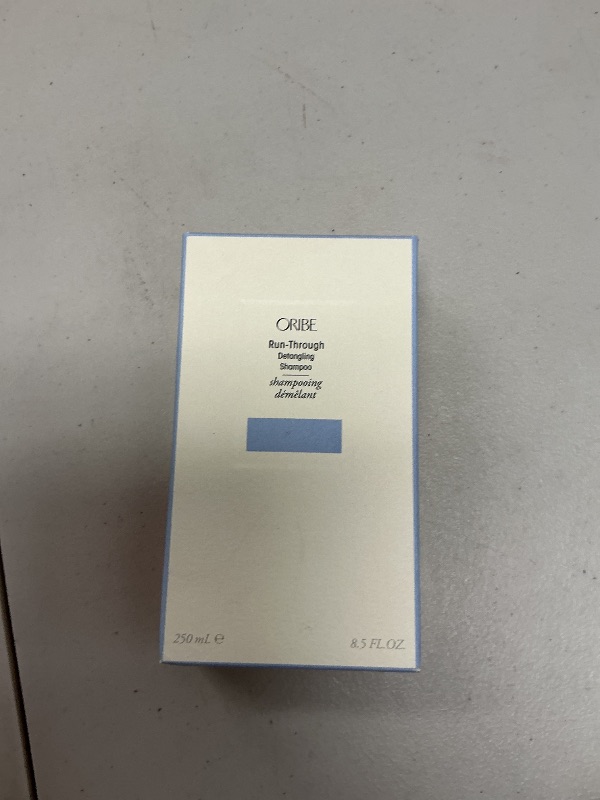 ORIBE
Run-Through
Detangling
Shampoo
shampooing
démêlant
250 mL ℮
8.5 FL.OZ.